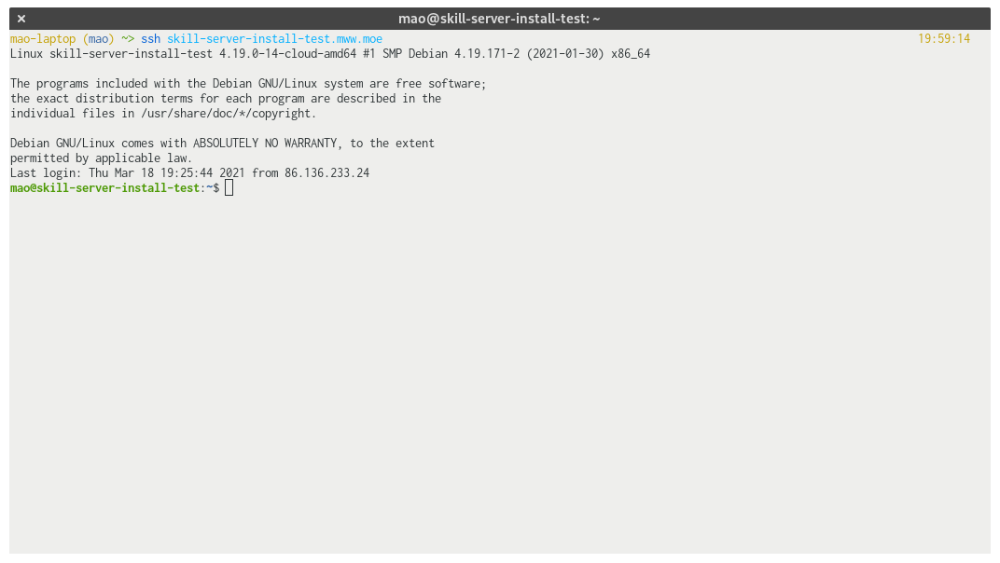 × mao@skill-server-install-test: ~
mao-laptop (mao) ~> ssh skill-server-install-test.mww.moe 19:59:14
Linux skill-server-install-test 4.19.0-14-cloud-amd64 #1 SMP Debian 4.19.171-2 (2021-01-30) x86_64
The programs included with the Debian GNU/Linux system are free software;
the exact distribution terms for each program are described in the
individual files in /usr/share/doc/*/copyright.
Debian GNU/Linux comes with ABSOLUTELY NO WARRANTY, to the extent
permitted by applicable law.
Last login: Thu Mar 18 19:25:44 2021 from 86.136.233.24
mao@skill-server-install-test:~$